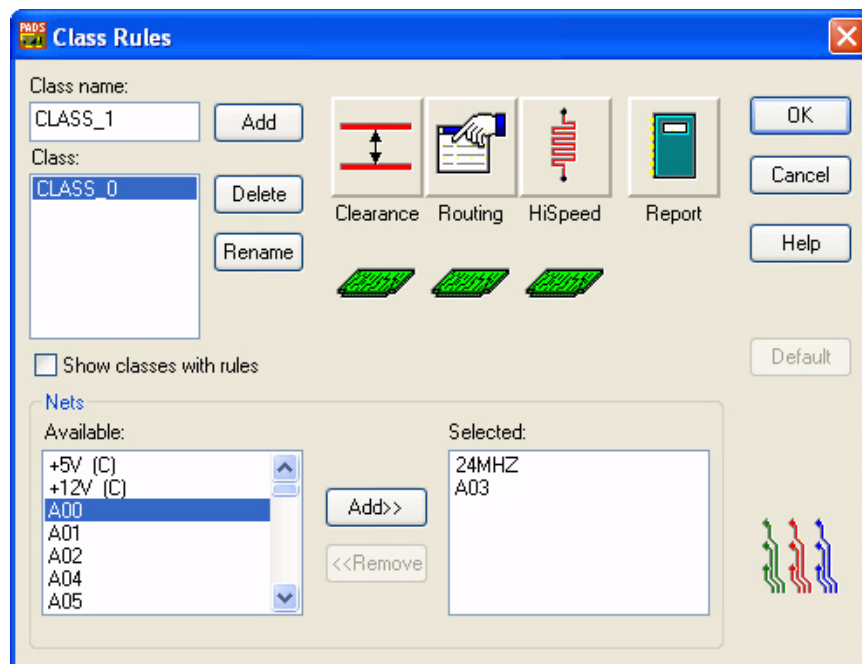 PADS
Class Rules
Class name:
CLASS_1
Add
Class:
CLASS_0
Delete
Rename
Clearance
Routing
HiSpeed
Report
OK
Cancel
Help
Default
Show classes with rules
Nets
Available:
+5V (C)
+12V (C)
A00
A01
A02
A04
A05
Add>>
<<Remove
Selected:
24MHZ
A03